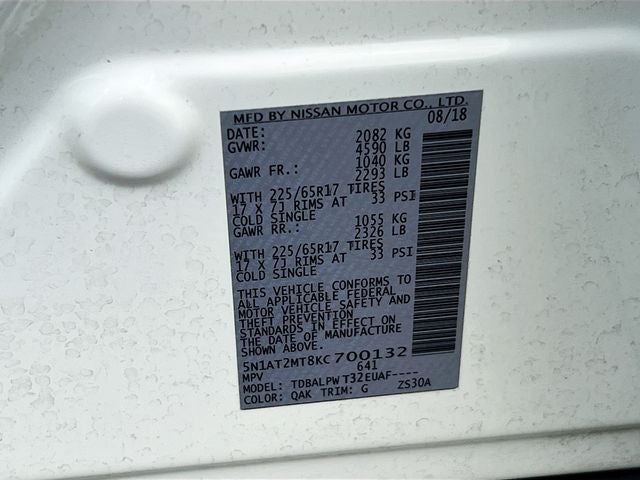 MFD BY NISSAN MOTOR CO., LTD.
DATE: 08/18
GVWR: 2082 KG
4590 LB
GAWR FR.: 1040 KG
2293 LB
WITH 225/65R17 TIRES
17 X 7J RIMS AT 33 PSI
COLD SINGLE
GAWR RR.: 1055 KG
2326 LB
WITH 225/65R17 TIRES
17 X 7J RIMS AT 33 PSI
COLD SINGLE
THIS VEHICLE CONFORMS TO
ALL APPLICABLE FEDERAL
MOTOR VEHICLE SAFETY AND
THEFT PREVENTION
STANDARDS IN EFFECT ON
THE DATE OF MANUFACTURE
SHOWN ABOVE
5N1AT2MT8KC700132
MPV 641
MODEL: TDBALPWT32EUAF----
COLOR: QAK TRIM: G ZS30A